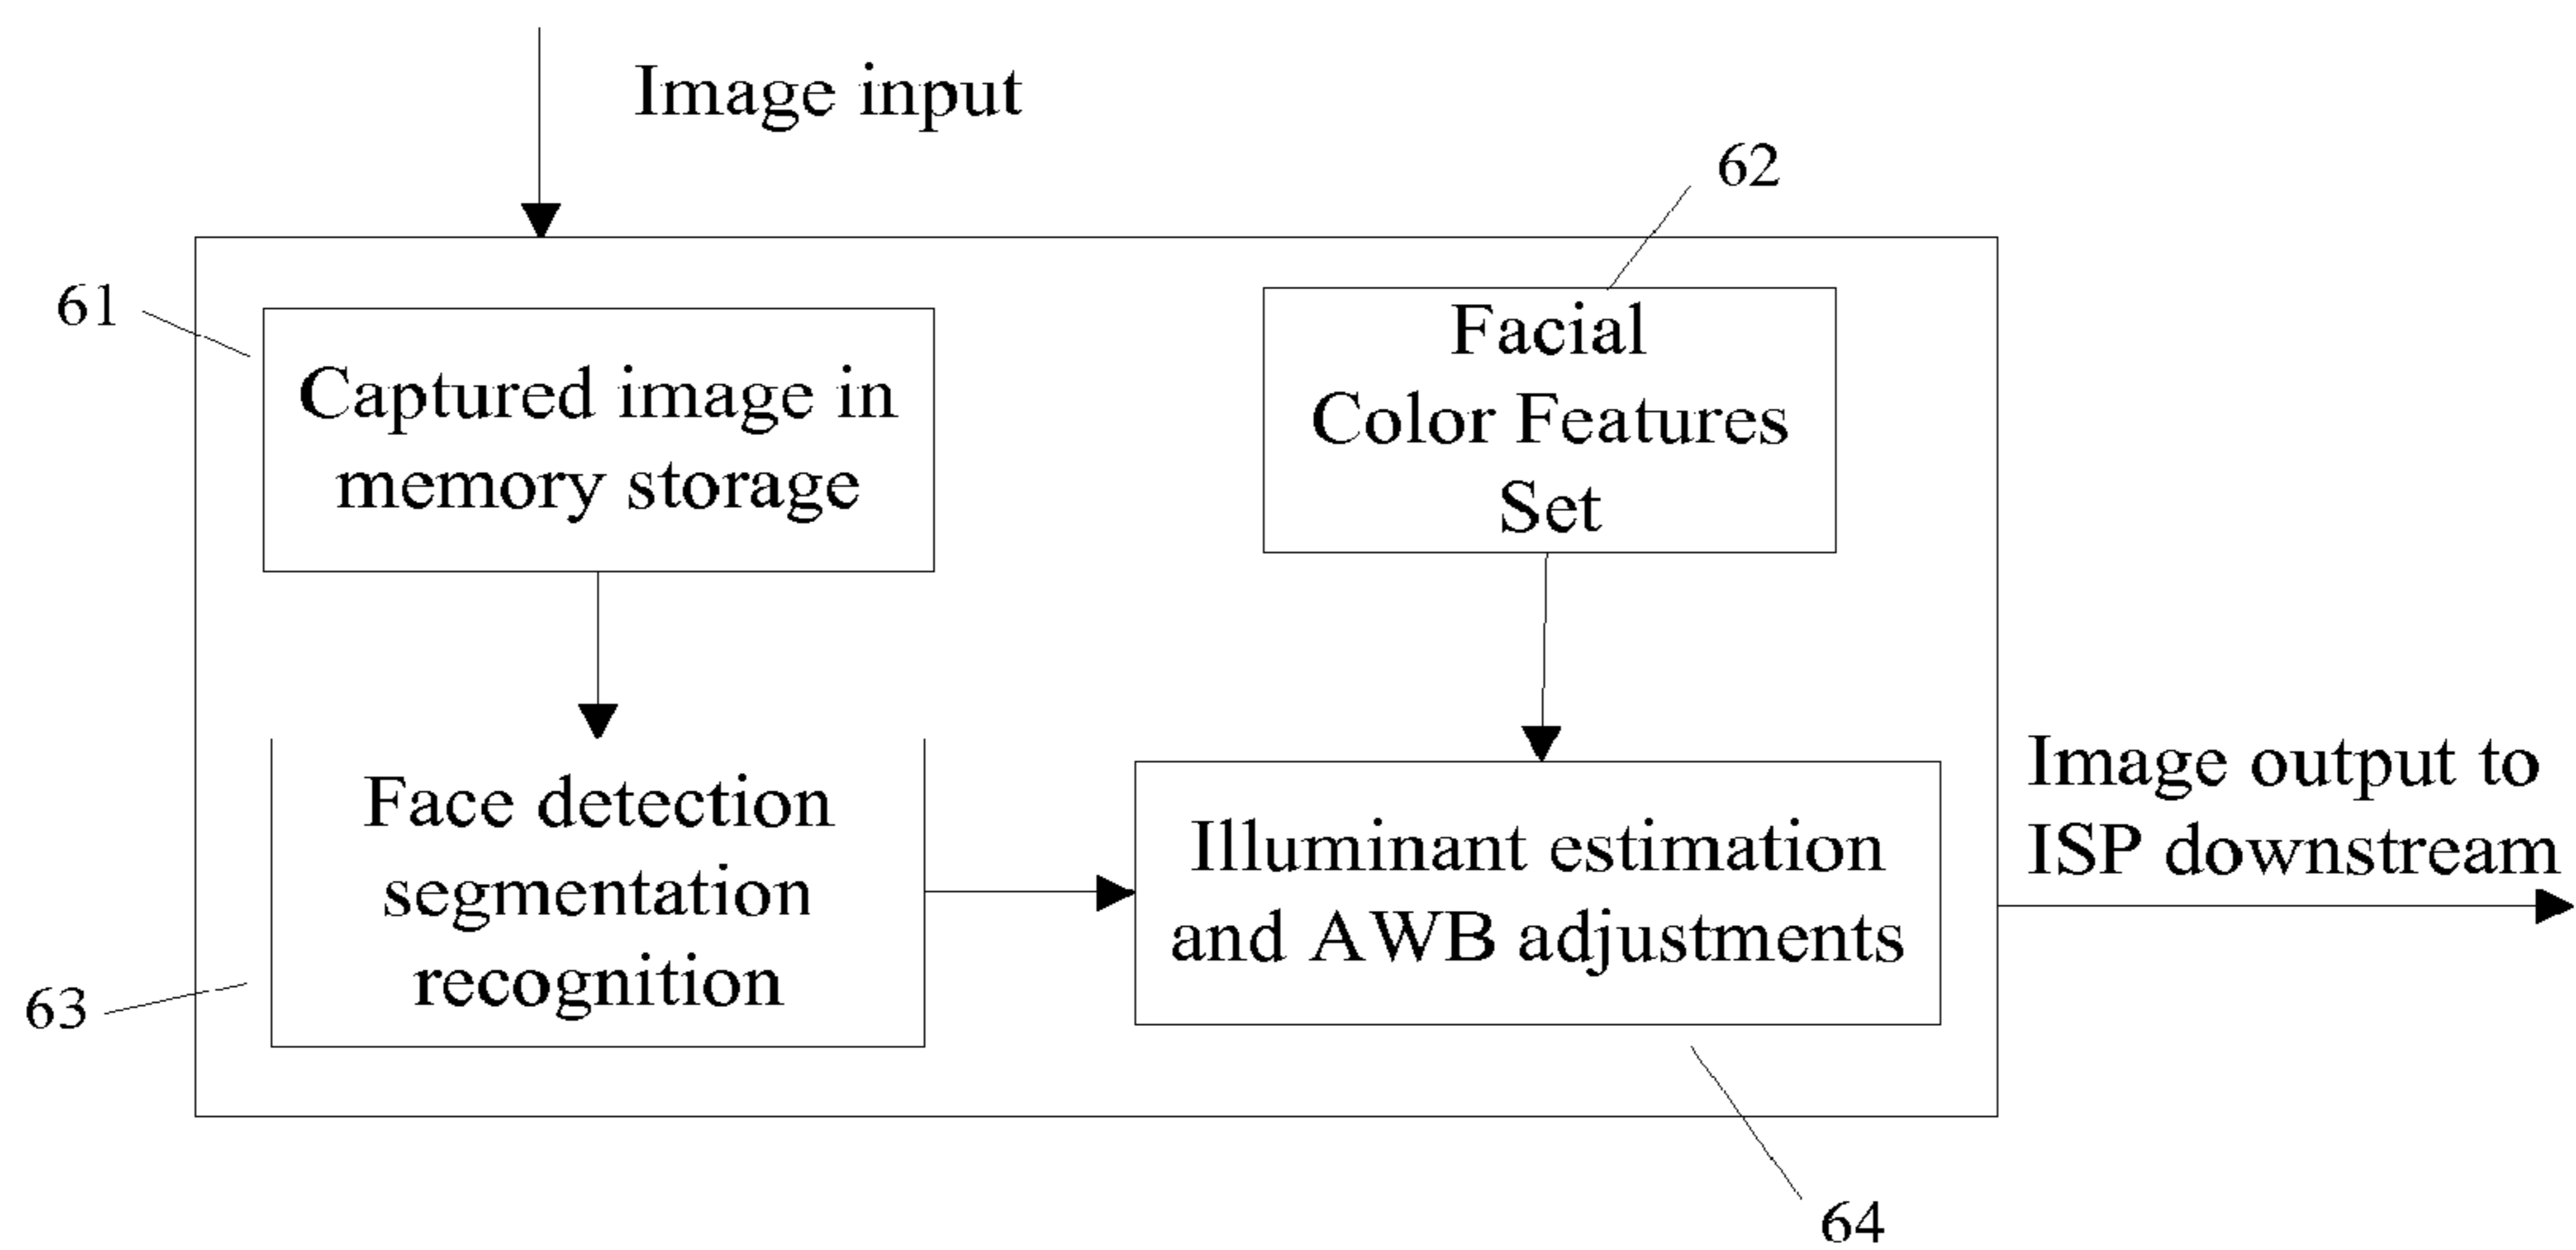 Image input
62
61
Captured image in
memory storage
Facial
Color Features
Set
Face detection
segmentation
recognition
63
Illuminant estimation
and AWB adjustments
64
Image output to
ISP downstream